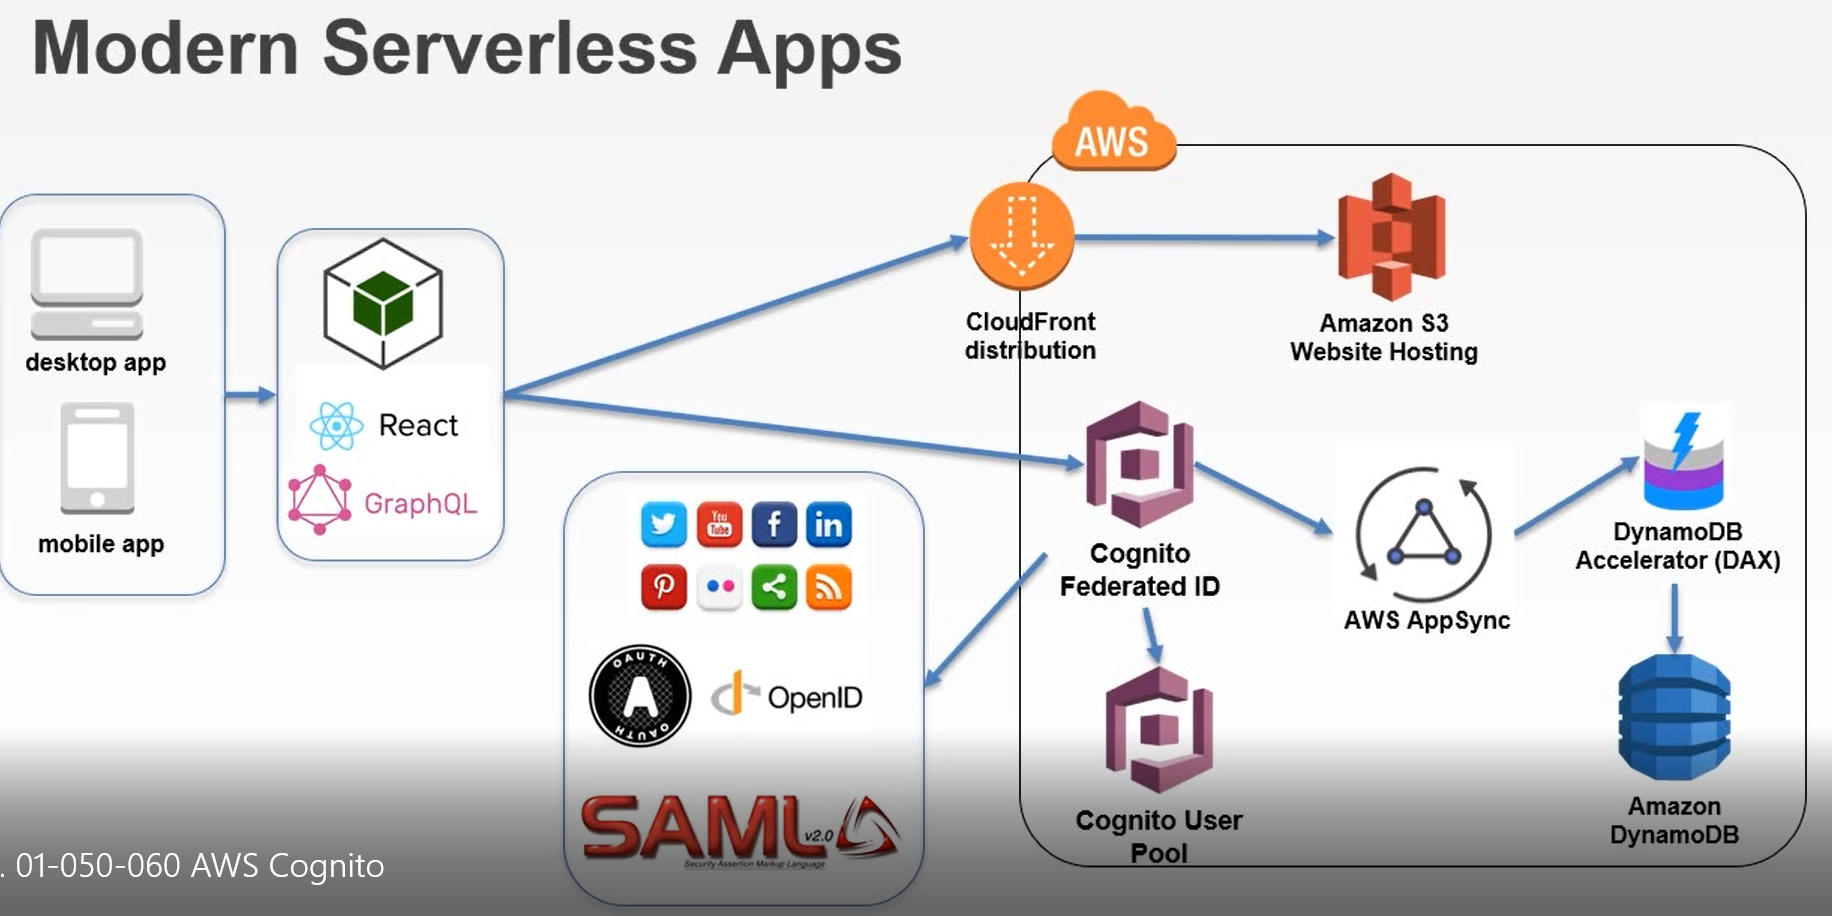 Modern Serverless Apps
AWS
desktop app
mobile app
React
GraphQL
CloudFront
distribution
Amazon S3
Website Hosting
You
Tube
f
in
OAUTH
A
OAUTH
OpenID
SAML v2.0
Security Assertion Markup Language
Cognito
Federated ID
Cognito User
Pool
AWS AppSync
DynamoDB
Accelerator (DAX)
Amazon
DynamoDB
. 01-050-060 AWS Cognito